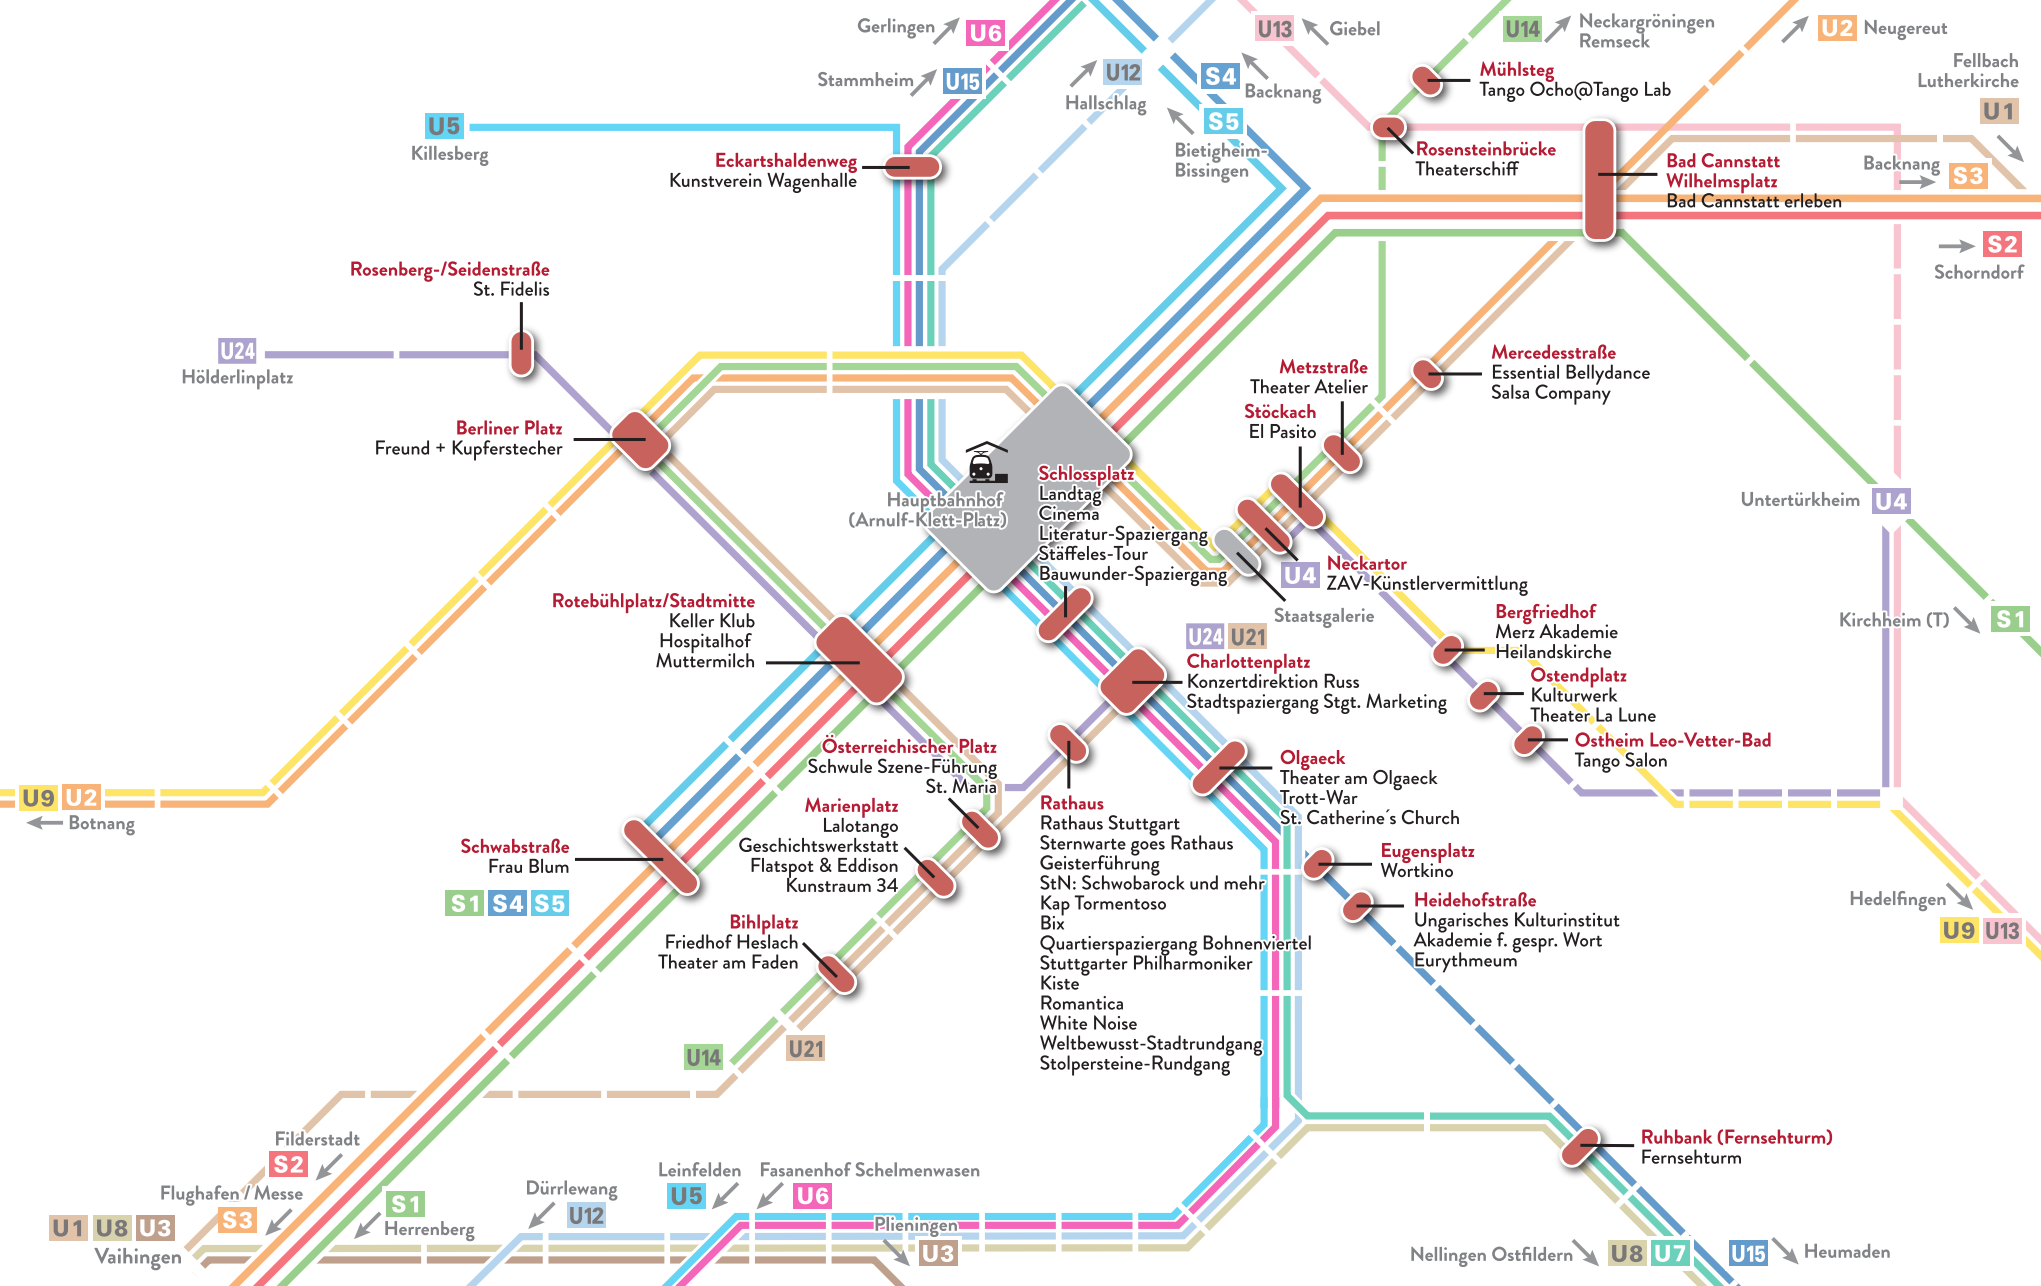 Gerlingen
U6
Stammheim
U15
U5
Killesberg
Eckartshaldenweg
Kunstverein Wagenhalle
U12
Hallschlag
S4
Backnang
S5
Bietigheim-
Bissingen
U13
Giebel
U14
Neckargröningen
Remseck
Mühlsteg
Tango Ocho@Tango Lab
Rosensteinbrücke
Theaterschiff
U2
Neugereut
Fellbach
Lutherkirche
U1
Bad Cannstatt
Wilhelmsplatz
Bad Cannstatt erleben
Backnang
S3
S2
Schorndorf
Rosenberg-/Seidenstraße
St. Fidelis
U24
Hölderlinplatz
Berliner Platz
Freund + Kupferstecher
Metzstraße
Theater Atelier
Stöckach
El Pasito
Mercedesstraße
Essential Bellydance
Salsa Company
Hauptbahnhof
(Arnulf-Klett-Platz)
Schlossplatz
Landtag
Cinema
Literatur-Spaziergang
Stäffeles-Tour
Bauwunder-Spaziergang
Untertürkheim
U4
U4
Neckartor
ZAV-Künstlervermittlung
Staatsgalerie
Rotebühlplatz/Stadtmitte
Keller Klub
Hospitalhof
Muttermilch
U24 U21
Charlottenplatz
Konzertdirektion Russ
Stadtspaziergang Stgt. Marketing
Bergfriedhof
Merz Akademie
Heilandskirche
Ostendplatz
Kulturwerk
Theater La Lune
Ostheim Leo-Vetter-Bad
Tango Salon
Kirchheim (T)
S1
U9 U2
Botnang
Österreichischer Platz
Schwule Szene-Führung
St. Maria
Marienplatz
Lalotango
Geschichtswerkstatt
Flatspot & Eddison
Kunstraum 34
Olgaeck
Theater am Olgaeck
Trott-War
St. Catherine´s Church
Rathaus
Rathaus Stuttgart
Sternwarte goes Rathaus
Geisterführung
StN: Schwobarock und mehr
Kap Tormentoso
Bix
Quartierspaziergang Bohnenviertel
Stuttgarter Philharmoniker
Kiste
Romantica
White Noise
Weltbewusst-Stadtrundgang
Stolpersteine-Rundgang
Schwabstraße
Frau Blum
S1 S4 S5
Eugensplatz
Wortkino
Heidehofstraße
Ungarisches Kulturinstitut
Akademie f. gespr. Wort
Eurythmeum
Hedelfingen
U9 U13
Bihlplatz
Friedhof Heslach
Theater am Faden
U14
U21
Filderstadt
S2
Flughafen / Messe
S3
S1
Herrenberg
U1 U8 U3
Vaihingen
Dürrlewang
U12
Leinfelden
U5
Fasanenhof Schelmenwasen
U6
Plieningen
U3
Ruhbank (Fernsehturm)
Fernsehturm
Nellingen Ostfildern
U8 U7
U15
Heumaden